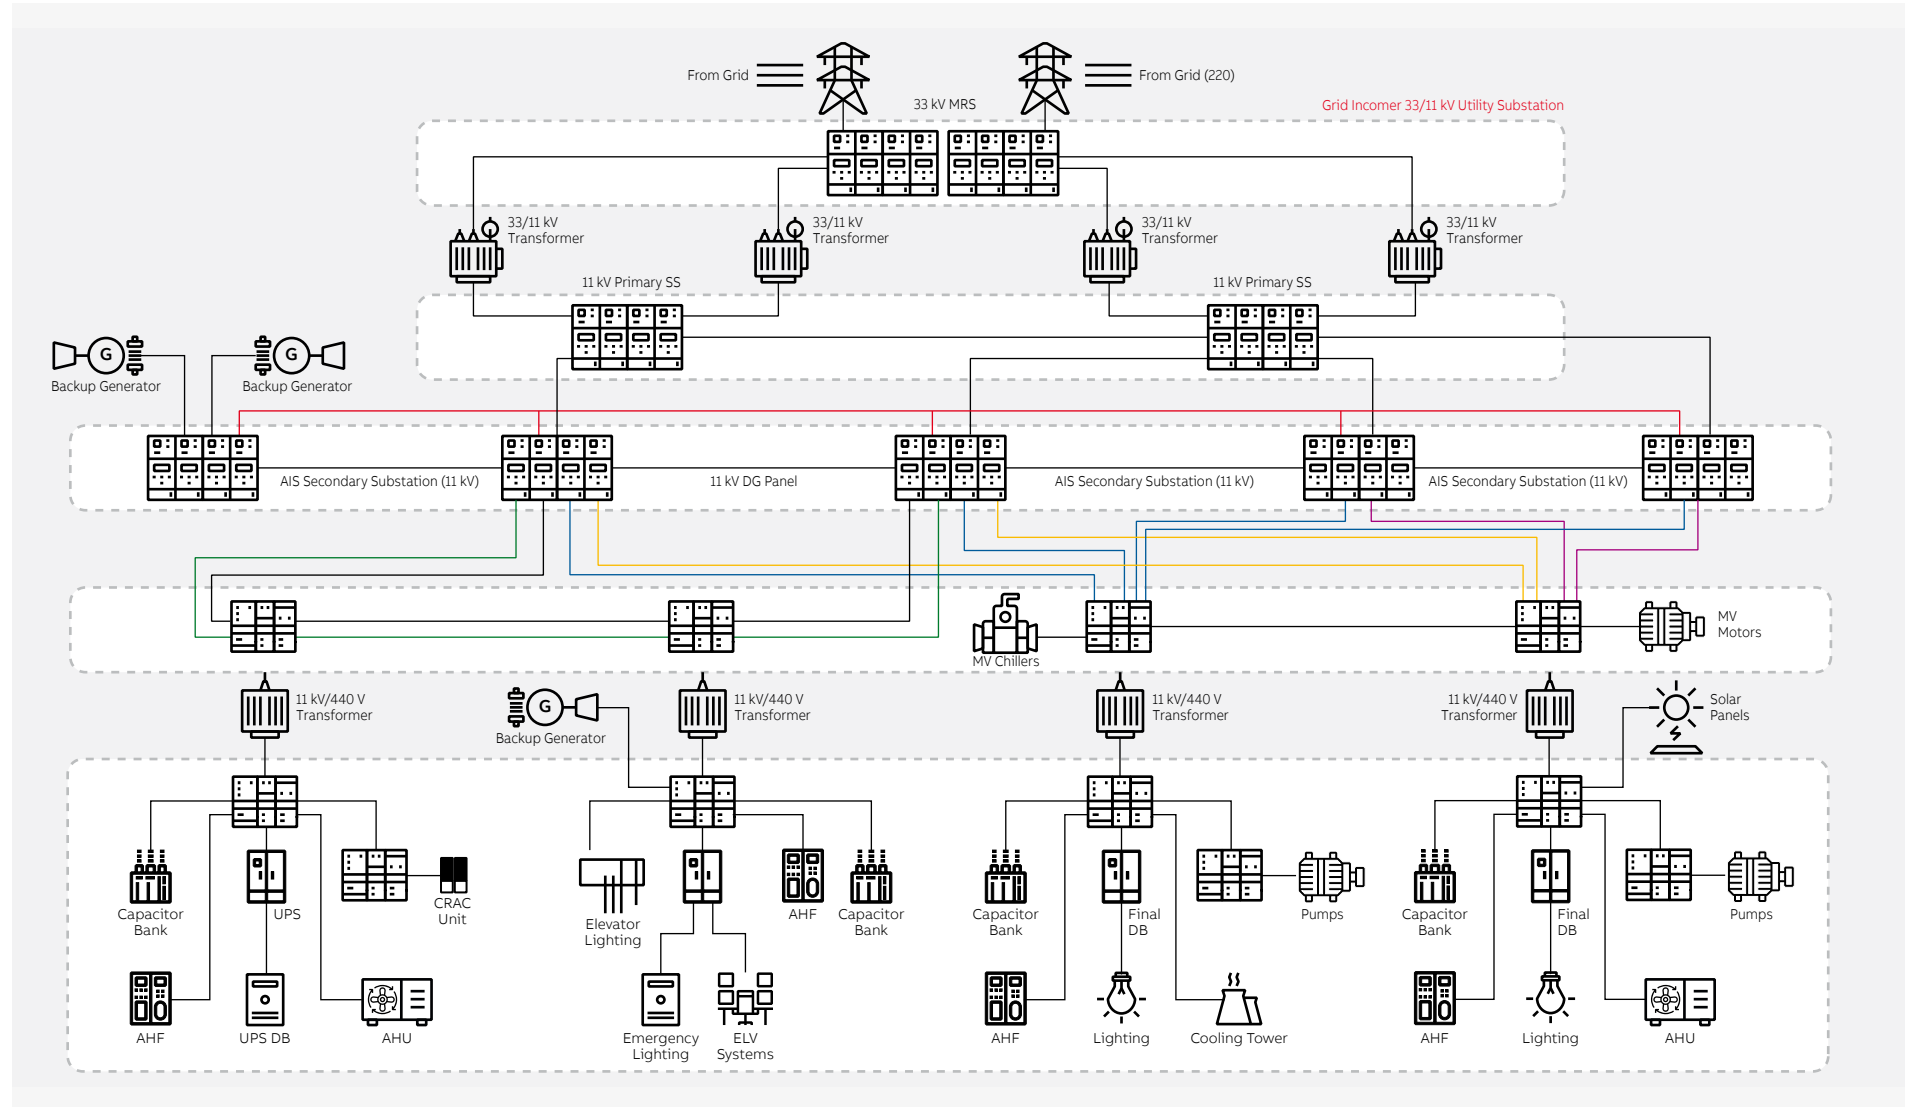 From Grid
From Grid (220)
33 kV MRS
Grid Incomer 33/11 kV Utility Substation
33/11 kV
Transformer
33/11 kV
Transformer
33/11 kV
Transformer
33/11 kV
Transformer
11 kV Primary SS
11 kV Primary SS
G
Backup Generator
G
Backup Generator
AIS Secondary Substation (11 kV)
11 kV DG Panel
AIS Secondary Substation (11 kV)
AIS Secondary Substation (11 kV)
MV Chillers
MV
Motors
11 kV/440 V
Transformer
G
Backup Generator
11 kV/440 V
Transformer
11 kV/440 V
Transformer
11 kV/440 V
Transformer
Solar
Panels
Capacitor
Bank
UPS
CRAC
Unit
Elevator
Lighting
AHF
Capacitor
Bank
Capacitor
Bank
Final
DB
Pumps
Capacitor
Bank
Final
DB
Pumps
AHF
UPS DB
AHU
Emergency
Lighting
ELV
Systems
AHF
Lighting
Cooling Tower
AHF
Lighting
AHU